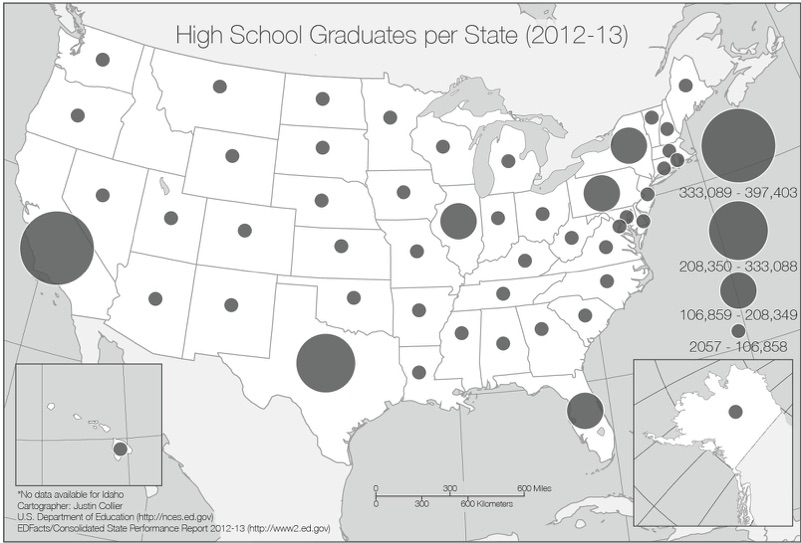 High School Graduates per State (2012-13)
333,089 - 397,403
208,350 - 333,088
106,859 - 208,349
2057 - 106,858
0 300 600 Miles
0 300 600 Kilometers
*No data available for Idaho
Cartographer: Justin Collier
U.S. Department of Education (http://nces.ed.gov)
EDFacts/Consolidated State Performance Report 2012-13 (http://www2.ed.gov)